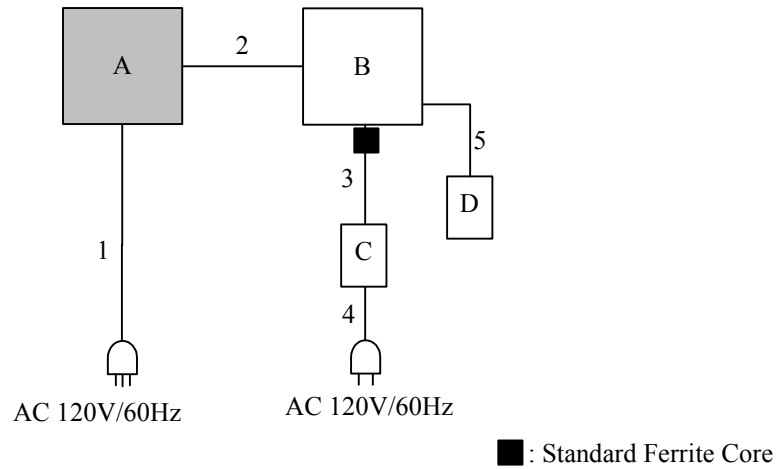 A
2
B
5
3
D
C
1
4
AC 120V/60Hz
AC 120V/60Hz
: Standard Ferrite Core